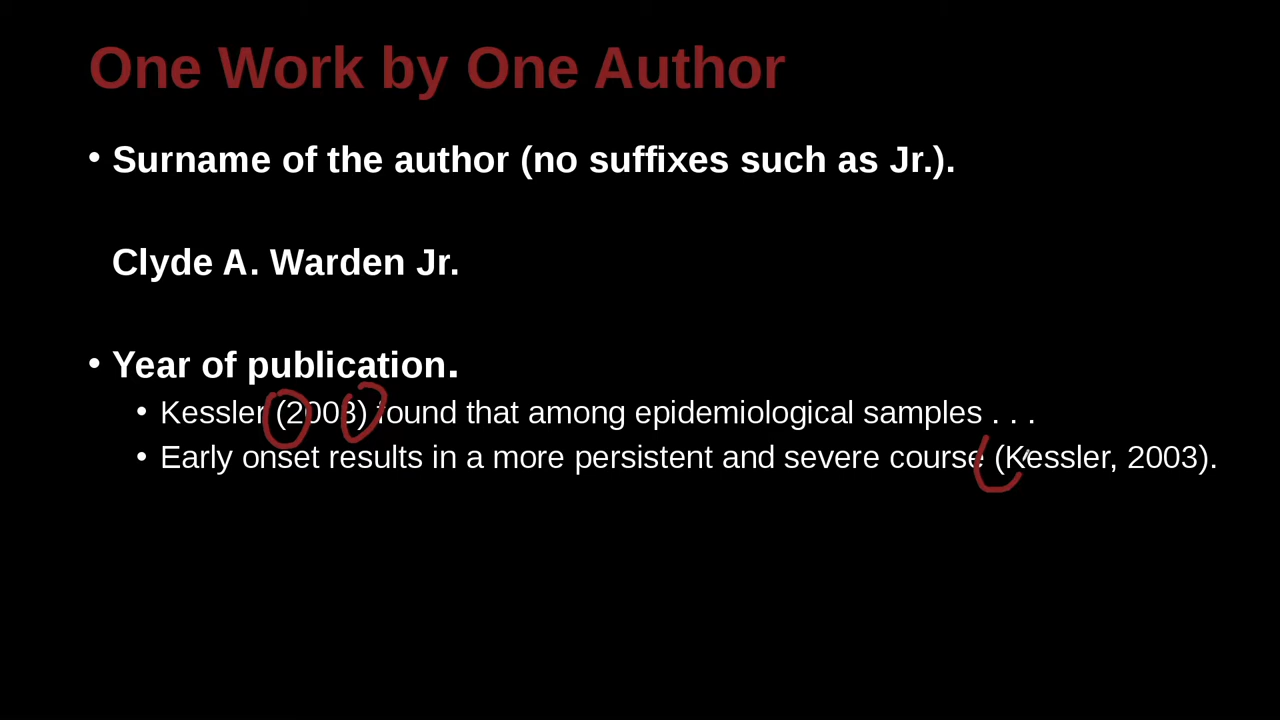 One Work by One Author
• Surname of the author (no suffixes such as Jr.).
Clyde A. Warden Jr.
• Year of publication.
• Kessler (2003) found that among epidemiological samples . . .
• Early onset results in a more persistent and severe course (Kessler, 2003).